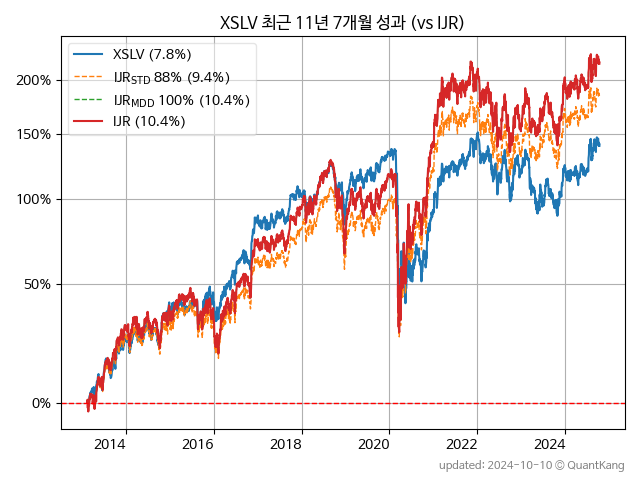 XSLV 최근 11년 7개월 성과 (vs IJR)
XSLV (7.8%)
IJRSTD 88% (9.4%)
IJRMDD 100% (10.4%)
IJR (10.4%)
200%
150%
100%
50%
0%
2014 2016 2018 2020 2022 2024
updated: 2024-10-10 © QuantKang